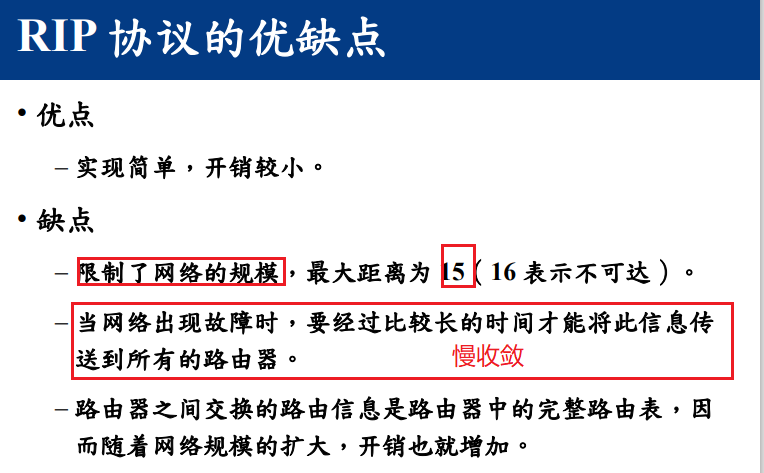 RIP 协议的优缺点
• 优点
– 实现简单，开销较小。
• 缺点
– 限制了网络的规模，最大距离为 15（16 表示不可达）。
– 当网络出现故障时，要经过比较长的时间才能将此信息传
送到所有的路由器。
慢收敛
– 路由器之间交换的路由信息是路由器中的完整路由表，因
而随着网络规模的扩大，开销也就增加。